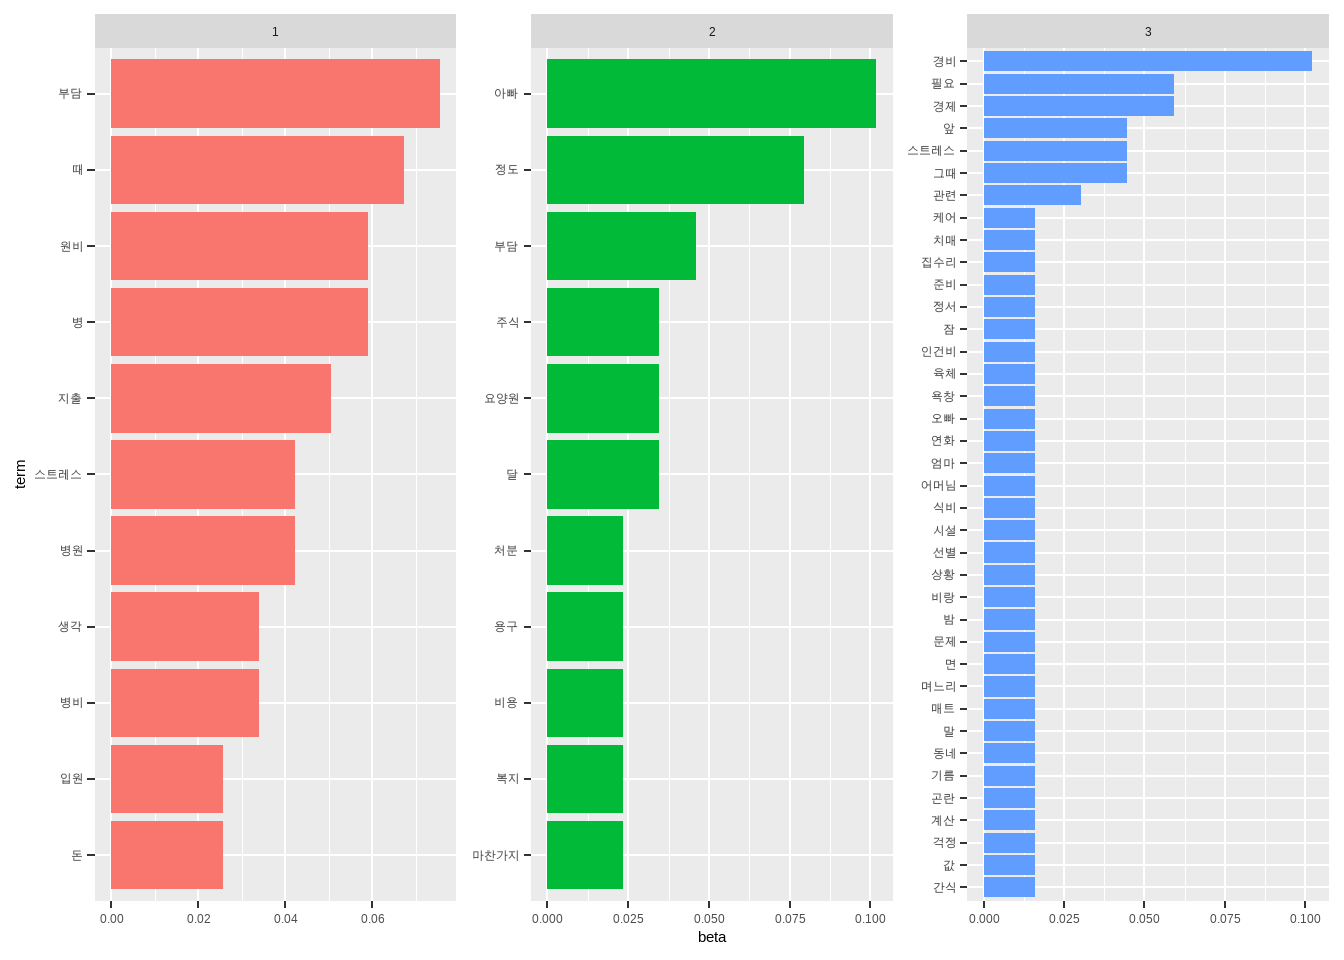 1
2
3
term
부담
때
원비
병
지출
스트레스
병원
생각
병비
입원
돈
0.00 0.02 0.04 0.06
아빠
정도
부담
주식
요양원
달
처분
용구
비용
복지
마찬가지
0.000 0.025 0.050 0.075 0.100
경비
필요
경제
앞
스트레스
그때
관련
케어
치매
집수리
준비
정서
잠
인건비
육체
욕창
오빠
연화
엄마
어머님
식비
시설
선별
상황
비랑
밤
문제
면
며느리
매트
말
동네
기름
곤란
계산
걱정
값
간식
0.000 0.025 0.050 0.075 0.100
beta